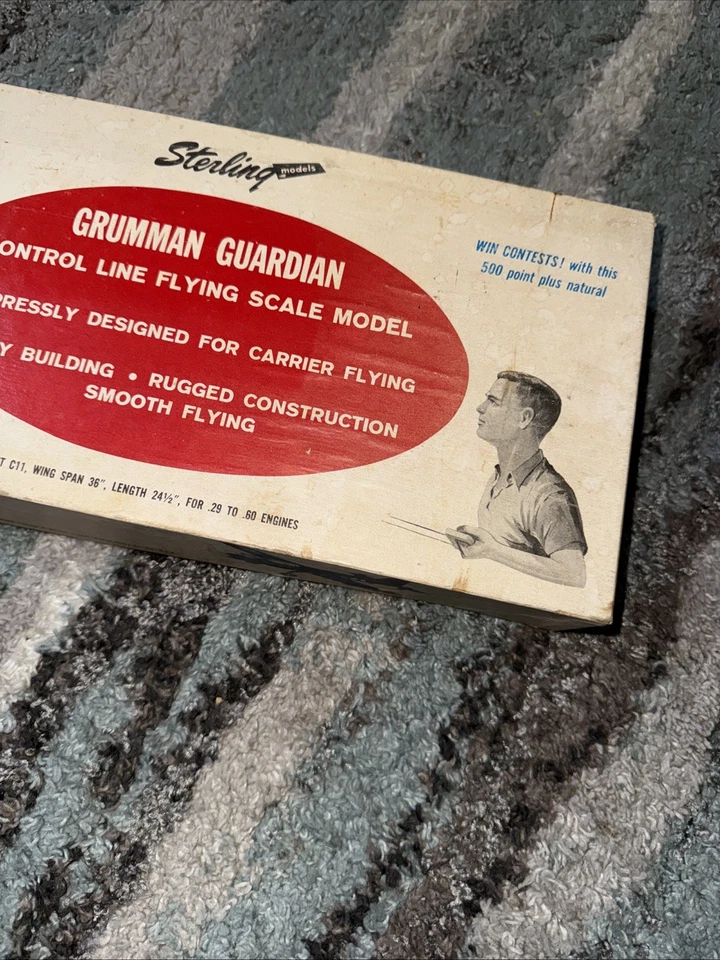 Sterling models
GRUMMAN GUARDIAN
ONTROL LINE FLYING SCALE MODEL
PRESSLY DESIGNED FOR CARRIER FLYING
Y BUILDING • RUGGED CONSTRUCTION
SMOOTH FLYING
WIN CONTESTS! with this
500 point plus natural
T C11, WING SPAN 36", LENGTH 24½", FOR .29 TO .60 ENGINES